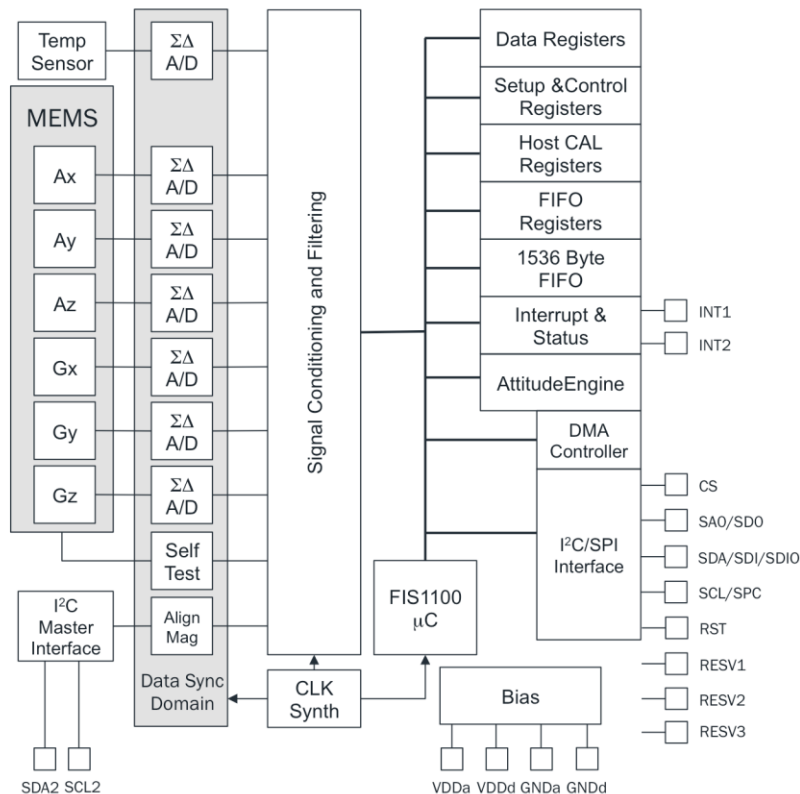 Temp
Sensor
ΣΔ
A/D
MEMS
Ax
ΣΔ
A/D
Ay
ΣΔ
A/D
Az
ΣΔ
A/D
Gx
ΣΔ
A/D
Gy
ΣΔ
A/D
Gz
ΣΔ
A/D
Self
Test
I²C
Master
Interface
Align
Mag
Data Sync
Domain
SDA2
SCL2
Signal Conditioning and Filtering
CLK
Synth
FIS1100
µC
Data Registers
Setup &Control
Registers
Host CAL
Registers
FIFO
Registers
1536 Byte
FIFO
Interrupt &
Status
INT1
INT2
AttitudeEngine
DMA
Controller
I²C/SPI
Interface
CS
SA0/SD0
SDA/SDI/SDIO
SCL/SPC
RST
RESV1
RESV2
RESV3
Bias
VDDa
VDDd
GNDa
GNDd